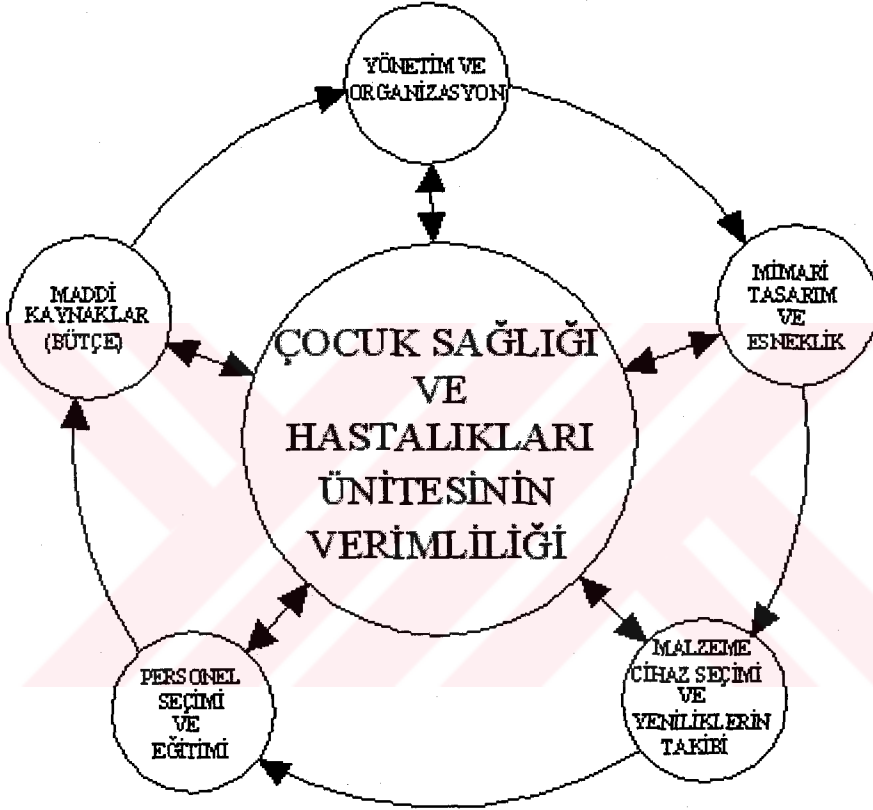 YÖNETİM VE
ORGANİZASYON
MADDİ
KAYNAKLAR
(BÜTÇE)
MİMARİ
TASARIM
VE
ESNEKLİK
ÇOCUK SAĞLIĞI
VE
HASTALIKLARI
ÜNİTESİNİN
VERİMLİLİĞİ
PERSONEL
SEÇİMİ
VE
EĞİTİMİ
MALZEME
CİHAZ SEÇİMİ
VE
YENİLİKLERİN
TAKİBİ